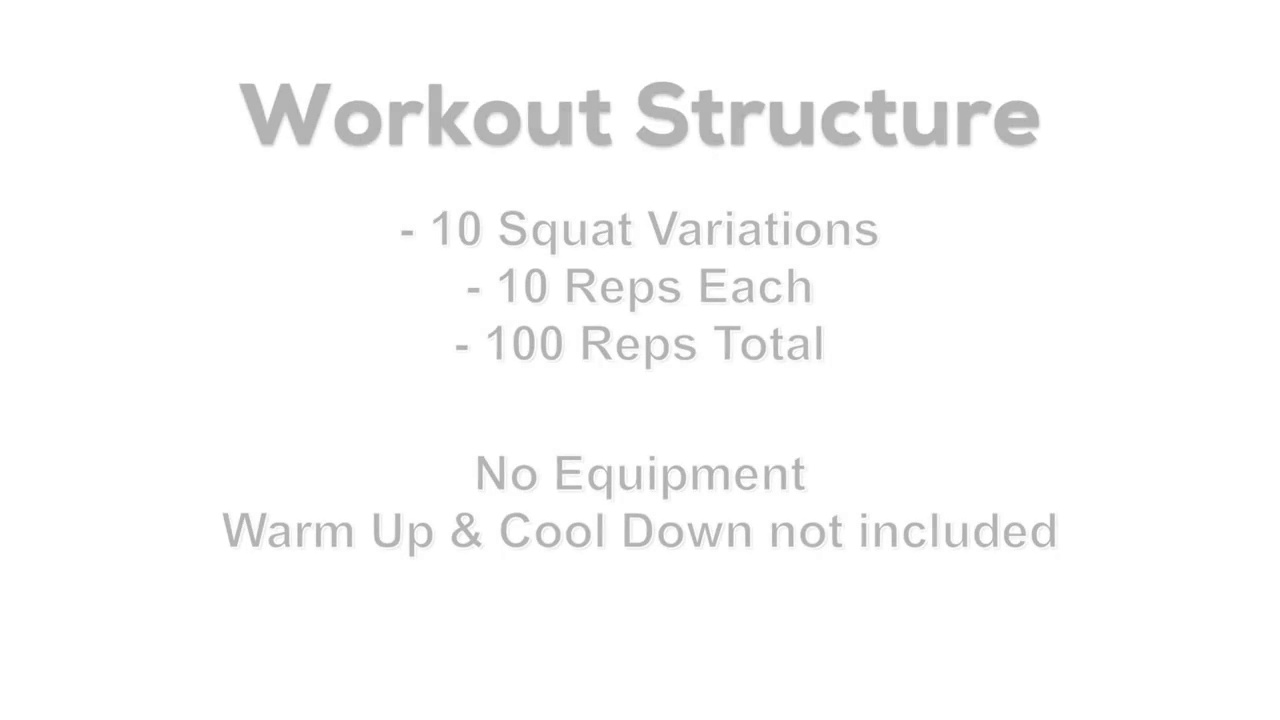 Workout Structure
- 10 Squat Variations
- 10 Reps Each
- 100 Reps Total
No Equipment
Warm Up & Cool Down not included